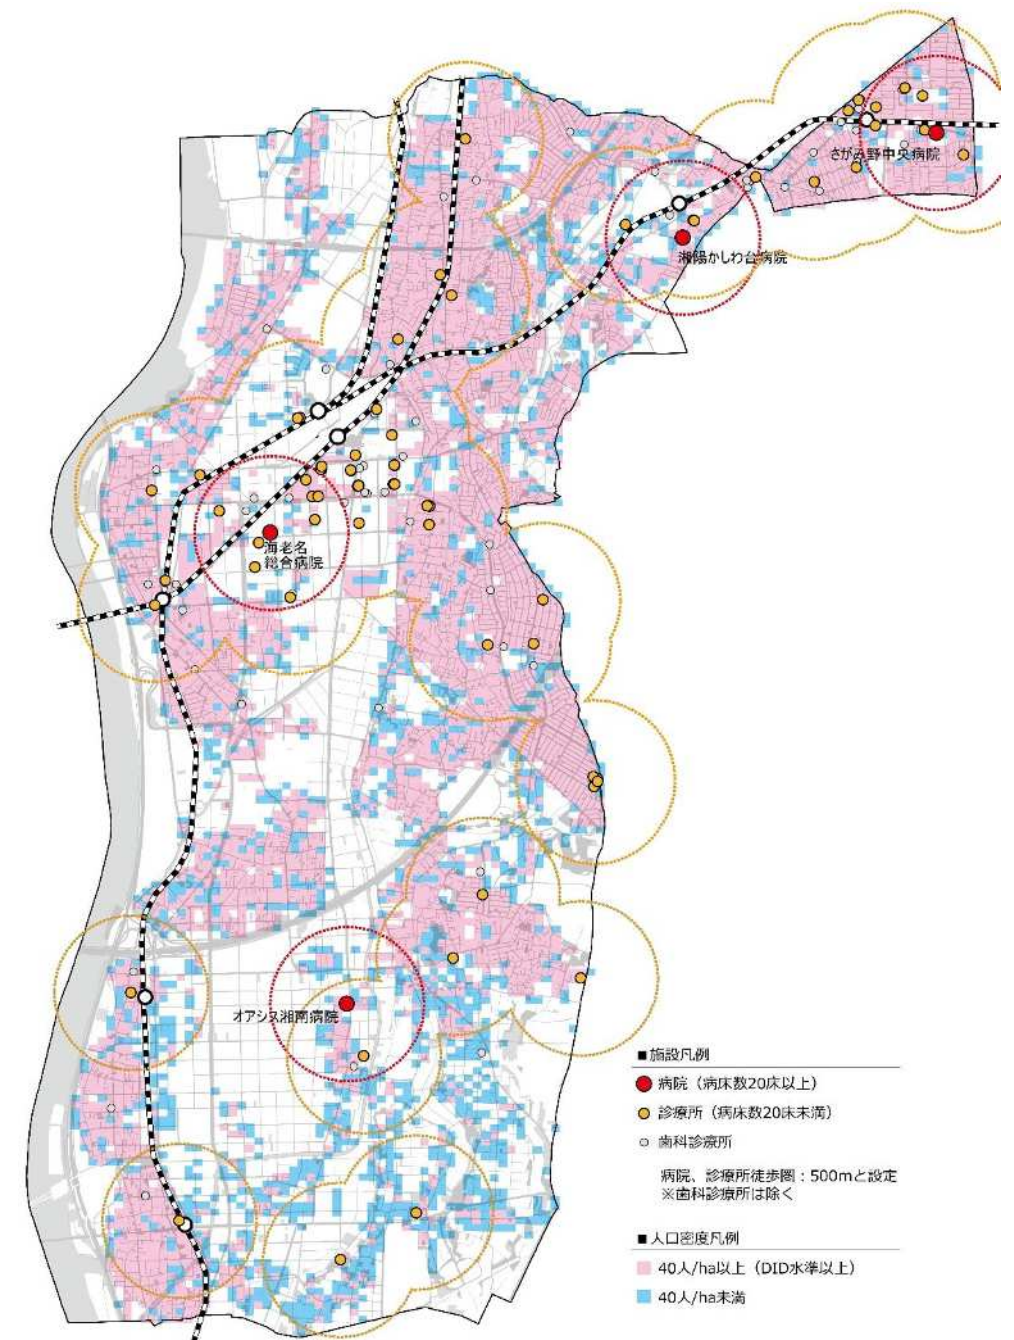 さがみ野中央病院
湘陽かしわ台病院
海老名
総合病院
オアシス湘南病院
■施設凡例
病院（病床数20床以上）
診療所（病床数20床未満）
歯科診療所
病院、診療所徒歩圏：500mと設定
※歯科診療所は除く
■人口密度凡例
40人/ha以上（DID水準以上）
40人/ha未満